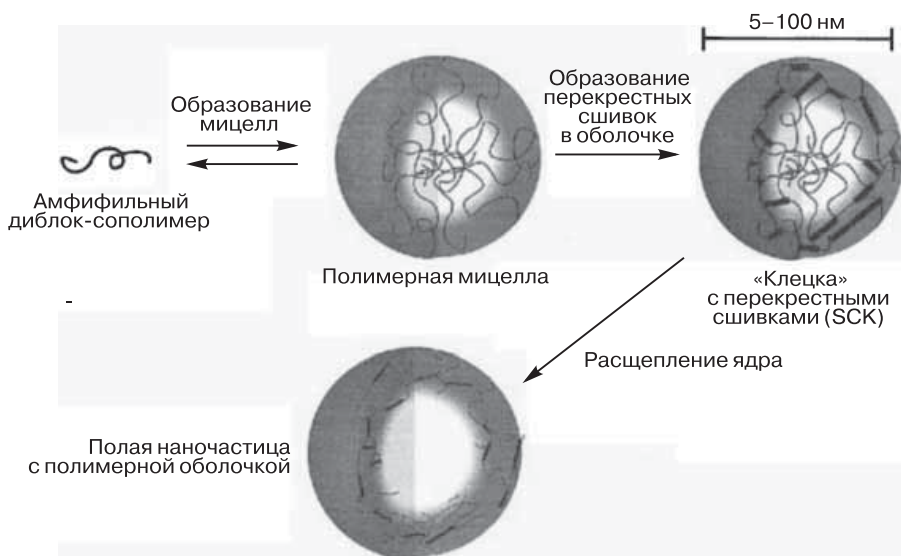 5–100 нм
Образование
мицелл
Образование
перекрестных
сшивок
в оболочке
Амфифильный
диблок-сополимер
Полимерная мицелла
«Клецка»
с перекрестными
сшивками (SCK)
-
Расщепление ядра
Полая наночастица
с полимерной оболочкой